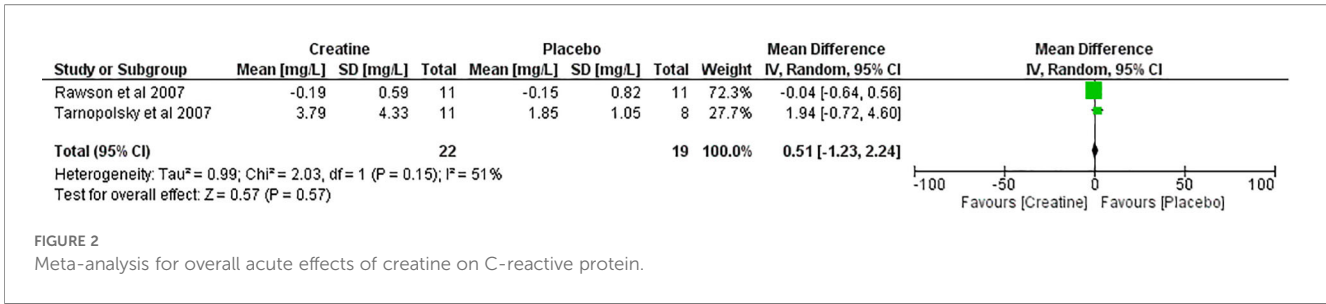 Creatine Placebo Mean Difference Mean Difference
Study or Subgroup Mean [mg/L] SD [mg/L] Total Mean [mg/L] SD [mg/L] Total Weight IV, Random, 95% CI IV, Random, 95% CI
Rawson et al 2007 -0.19 0.59 11 -0.15 0.82 11 72.3% -0.04 [-0.64, 0.56]
Tarnopolsky et al 2007 3.79 4.33 11 1.85 1.05 8 27.7% 1.94 [-0.72, 4.60]
Total (95% CI) 22 19 100.0% 0.51 [-1.23, 2.24]
Heterogeneity: Tau² = 0.99; Chi² = 2.03, df = 1 (P = 0.15); I² = 51%
Test for overall effect: Z = 0.57 (P = 0.57)
-100 -50 0 50 100
Favours [Creatine] Favours [Placebo]
FIGURE 2
Meta-analysis for overall acute effects of creatine on C-reactive protein.